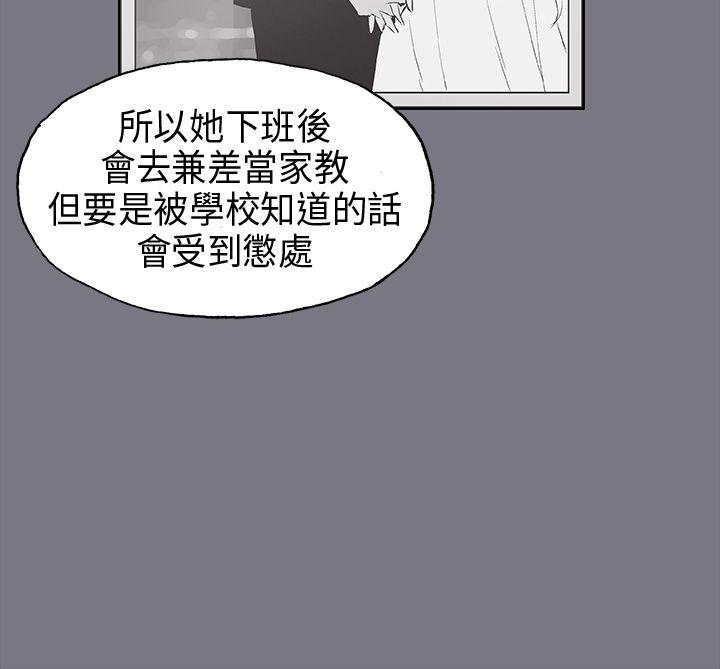 所以她下班後
會去兼差當家教
但要是被學校知道的話
會受到懲處